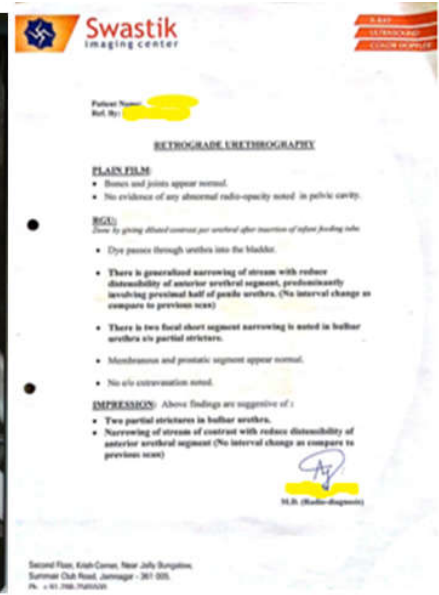 Swastik
imaging center
X-RAY
ULTRASOUND
COLOR DOPPLER
Patient Name:
Ref. By:
RETROGRADE URETHROGRAPHY
PLAIN FILM:
• Bones and joints appear normal.
• No evidence of any abnormal radio-opacity noted in pelvic cavity.
RGU:
Done by giving diluted contrast per urethral after insertion of infant feeding tube.
• Dye passes through urethra into the bladder.
• There is generalized narrowing of stream with reduce
distensibility of anterior urethral segment, predominantly
involving proximal half of penile urethra. (No interval change as
compare to previous scan)
• There is two focal short segment narrowing is noted in bulbar
urethra s/o partial stricture.
• Membranous and prostatic segment appear normal.
• No e/o extravasation noted.
IMPRESSION: Above findings are suggestive of :
• Two partial strictures in bulbar urethra.
• Narrowing of stream of contrast with reduce distensibility of
anterior urethral segment (No interval change as compare to
previous scan)
M.D. (Radio-diagnosis)
Second Floor, Krish Corner, Near Jolly Bungalow,
Summair Club Road, Jamnagar - 361 005.